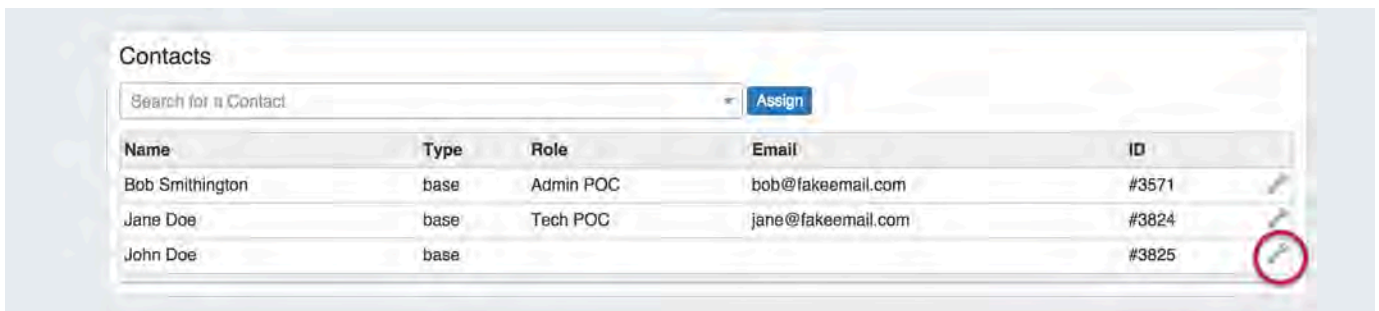 Contacts
Search for a Contact
Assign
Name Type Role Email ID
Bob Smithington base Admin POC bob@fakeemail.com #3571
Jane Doe base Tech POC jane@fakeemail.com #3824
John Doe base #3825